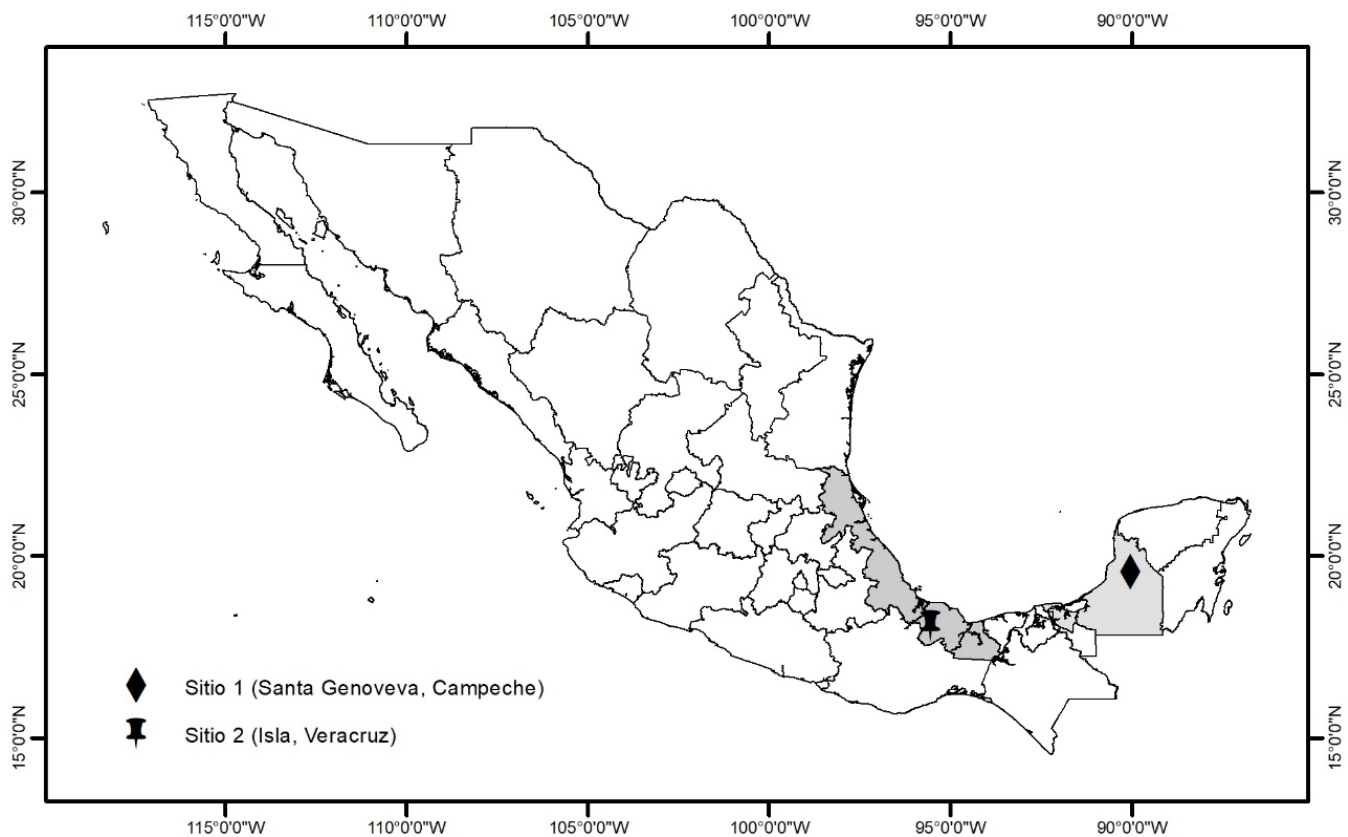 115°0'0"W 110°0'0"W 105°0'0"W 100°0'0"W 95°0'0"W 90°0'0"W
30°0'0"N 30°0'0"N
25°0'0"N 25°0'0"N
20°0'0"N 20°0'0"N
Sitio 1 (Santa Genoveva, Campeche)
Sitio 2 (Isla, Veracruz)
15°0'0"N 15°0'0"N
115°0'0"W 110°0'0"W 105°0'0"W 100°0'0"W 95°0'0"W 90°0'0"W